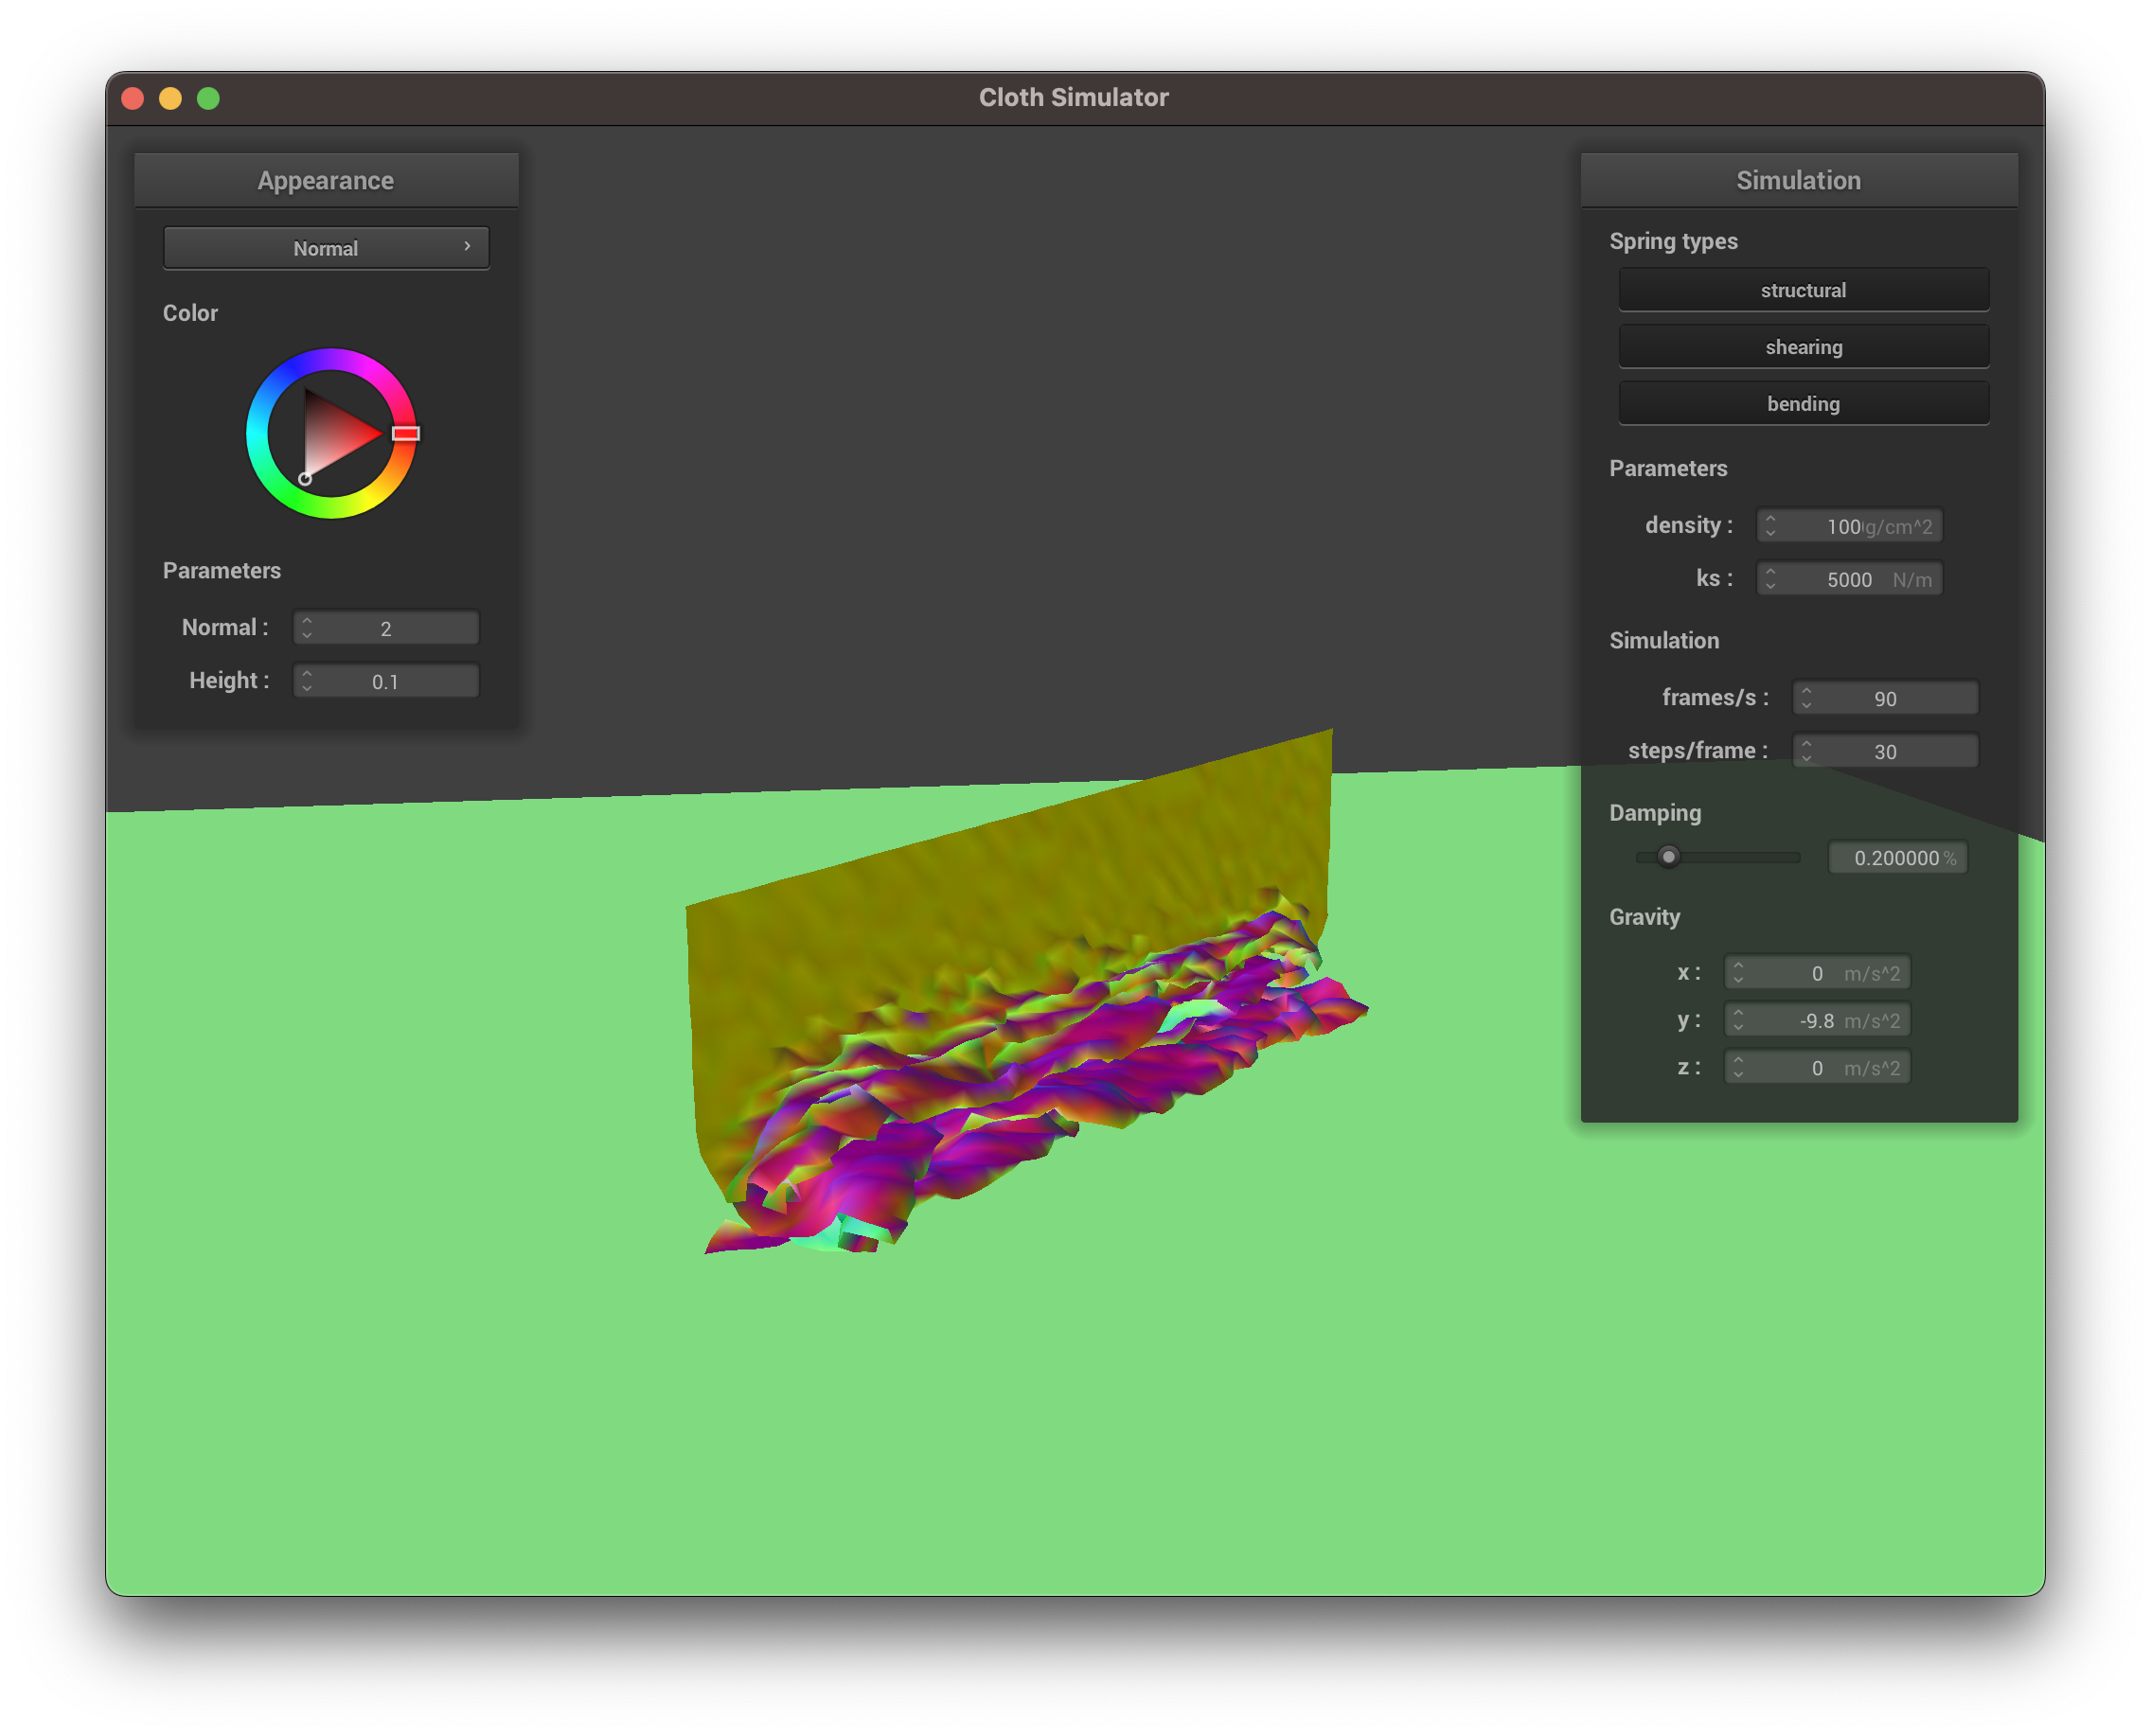 Cloth Simulator
Appearance
Normal
Color
Parameters
Normal : 2
Height : 0.1
Simulation
Spring types
structural
shearing
bending
Parameters
density : 100 g/cm^2
ks : 5000 N/m
Simulation
frames/s : 90
steps/frame : 30
Damping
0.200000 %
Gravity
x : 0 m/s^2
y : -9.8 m/s^2
z : 0 m/s^2